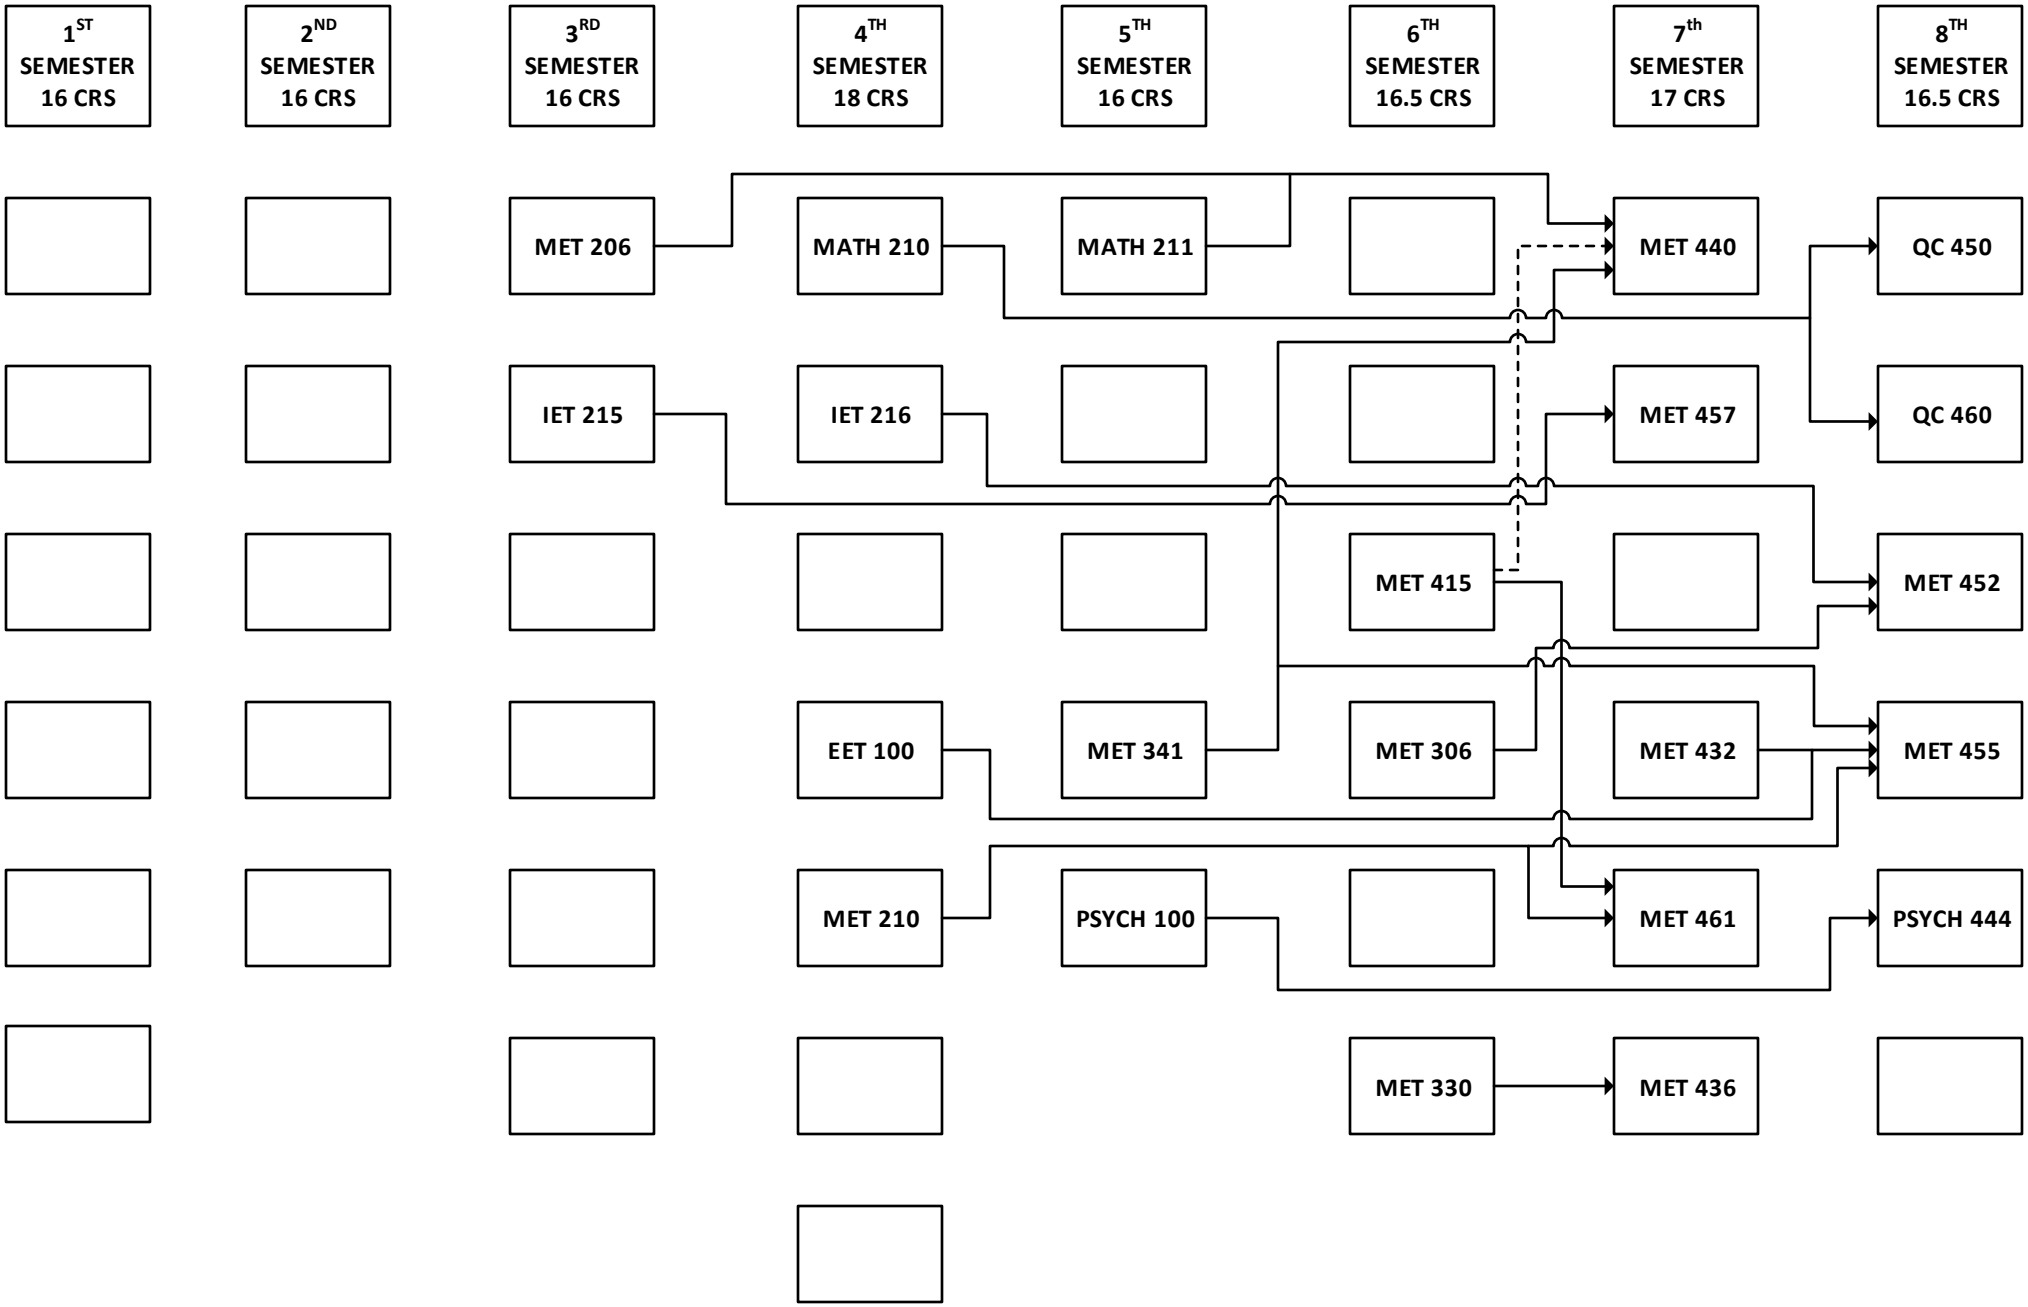 1ST
SEMESTER
16 CRS
2ND
SEMESTER
16 CRS
3RD
SEMESTER
16 CRS
4TH
SEMESTER
18 CRS
5TH
SEMESTER
16 CRS
6TH
SEMESTER
16.5 CRS
7th
SEMESTER
17 CRS
8TH
SEMESTER
16.5 CRS
MET 206
MATH 210
MATH 211
MET 440
QC 450
IET 215
IET 216
MET 457
QC 460
MET 415
MET 452
EET 100
MET 341
MET 306
MET 432
MET 455
MET 210
PSYCH 100
MET 461
PSYCH 444
MET 330
MET 436